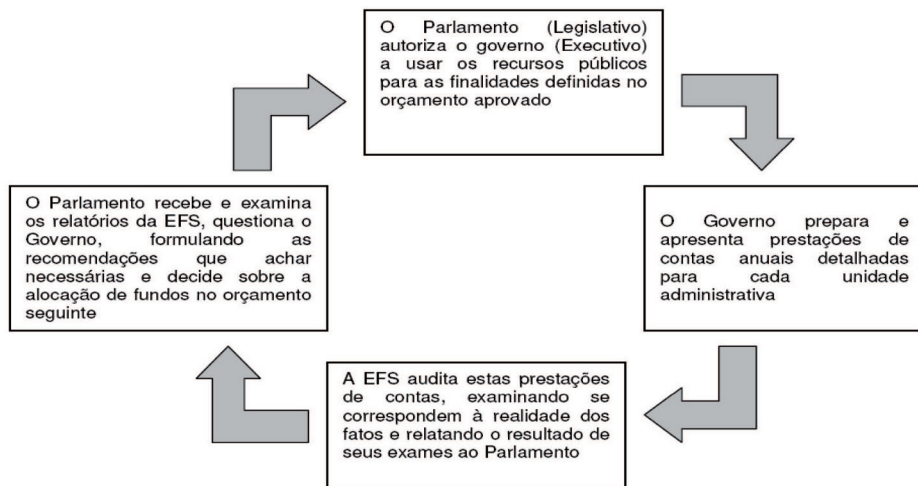 O Parlamento (Legislativo)
autoriza o governo (Executivo)
a usar os recursos públicos
para as finalidades definidas no
orçamento aprovado
O Governo prepara e
apresenta prestações de
contas anuais detalhadas
para cada unidade
administrativa
A EFS audita estas prestações
de contas, examinando se
correspondem à realidade dos
fatos e relatando o resultado de
seus exames ao Parlamento
O Parlamento recebe e examina
os relatórios da EFS, questiona o
Governo, formulando as
recomendações que achar
necessárias e decide sobre a
alocação de fundos no orçamento
seguinte